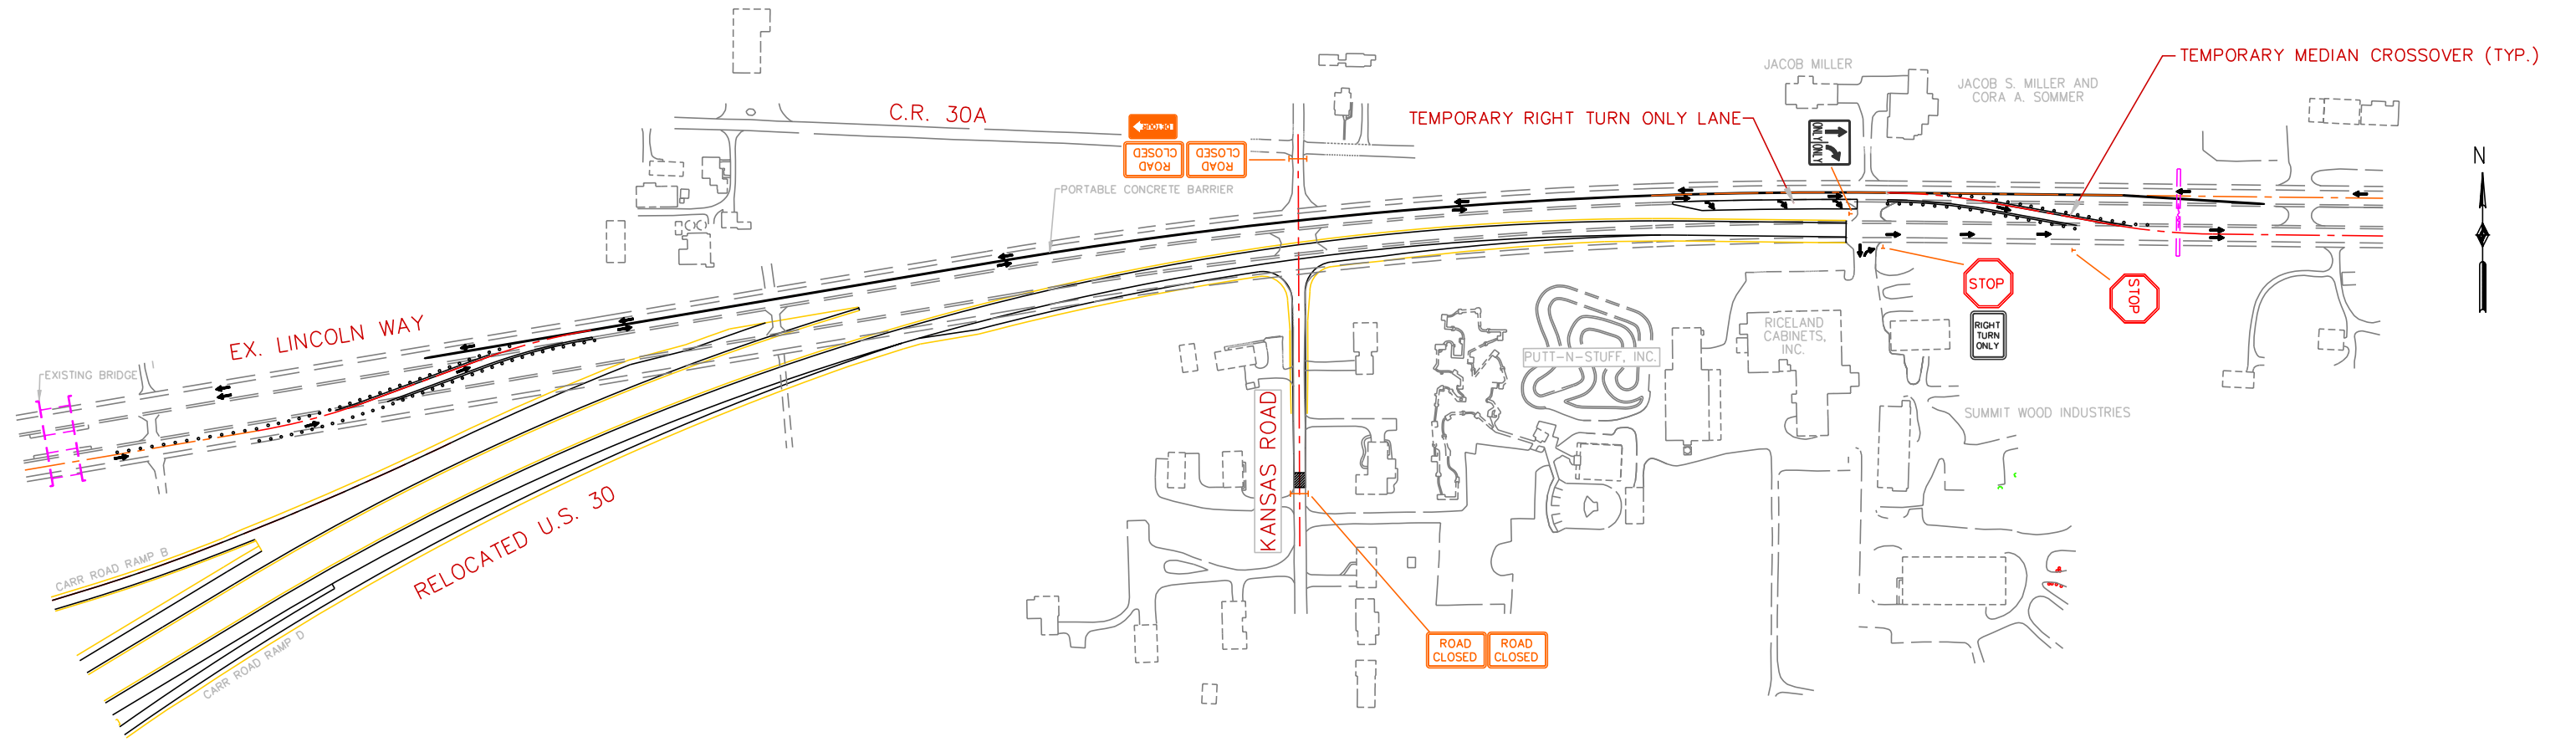 TEMPORARY MEDIAN CROSSOVER (TYP.)
JACOB MILLER
JACOB S. MILLER AND
CORA A. SOMMER
C.R. 30A
TEMPORARY RIGHT TURN ONLY LANE
DETOUR
ROAD
CLOSED
ROAD
CLOSED
ONLY
ONLY
N
PORTABLE CONCRETE BARRIER
EX. LINCOLN WAY
EXISTING BRIDGE
STOP
STOP
RIGHT
TURN
ONLY
RICELAND
CABINETS,
INC.
PUTT-N-STUFF, INC.
SUMMIT WOOD INDUSTRIES
KANSAS ROAD
RELOCATED U.S. 30
CARR ROAD RAMP B
CARR ROAD RAMP D
ROAD
CLOSED
ROAD
CLOSED